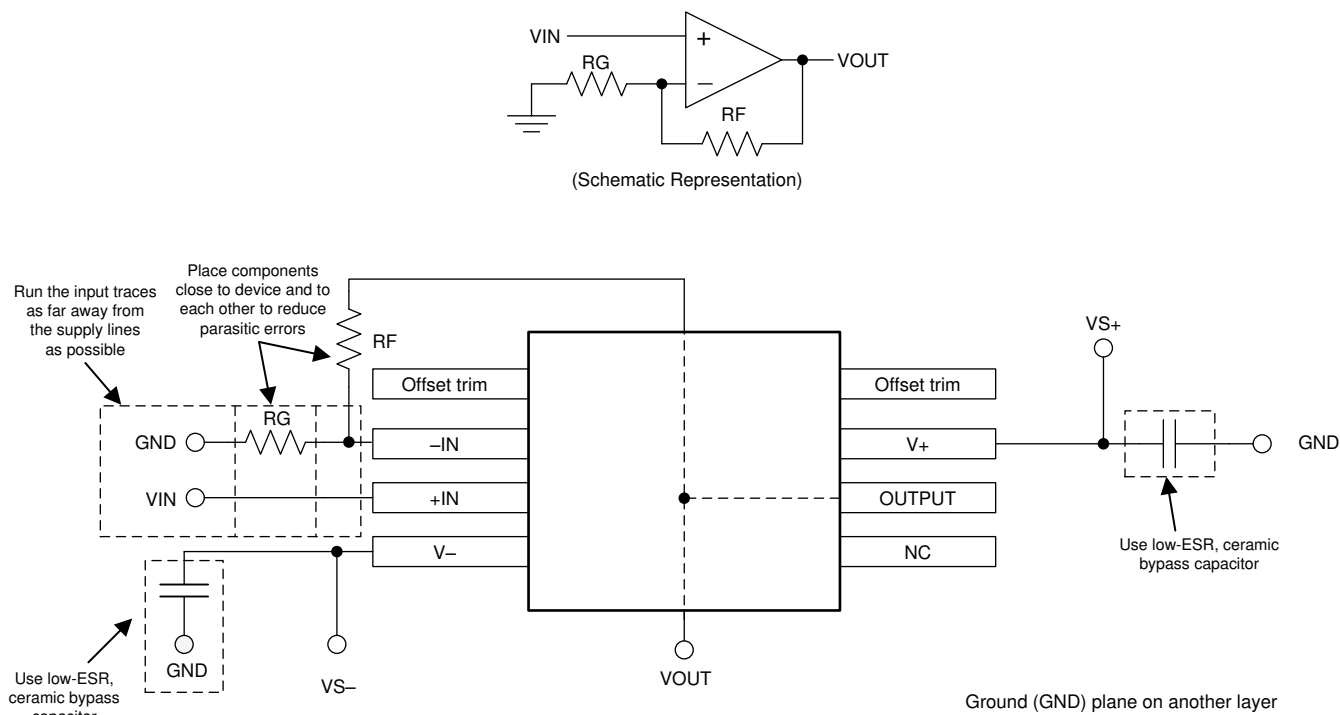 VIN
+
RG
−
VOUT
RF
(Schematic Representation)
Run the input traces
as far away from
the supply lines
as possible
Place components
close to device and to
each other to reduce
parasitic errors
RF
VS+
Offset trim
Offset trim
RG
GND
–IN
V+
GND
VIN
+IN
OUTPUT
V–
NC
Use low-ESR, ceramic
bypass capacitor
GND
VS–
VOUT
Use low-ESR,
ceramic bypass
Ground (GND) plane on another layer